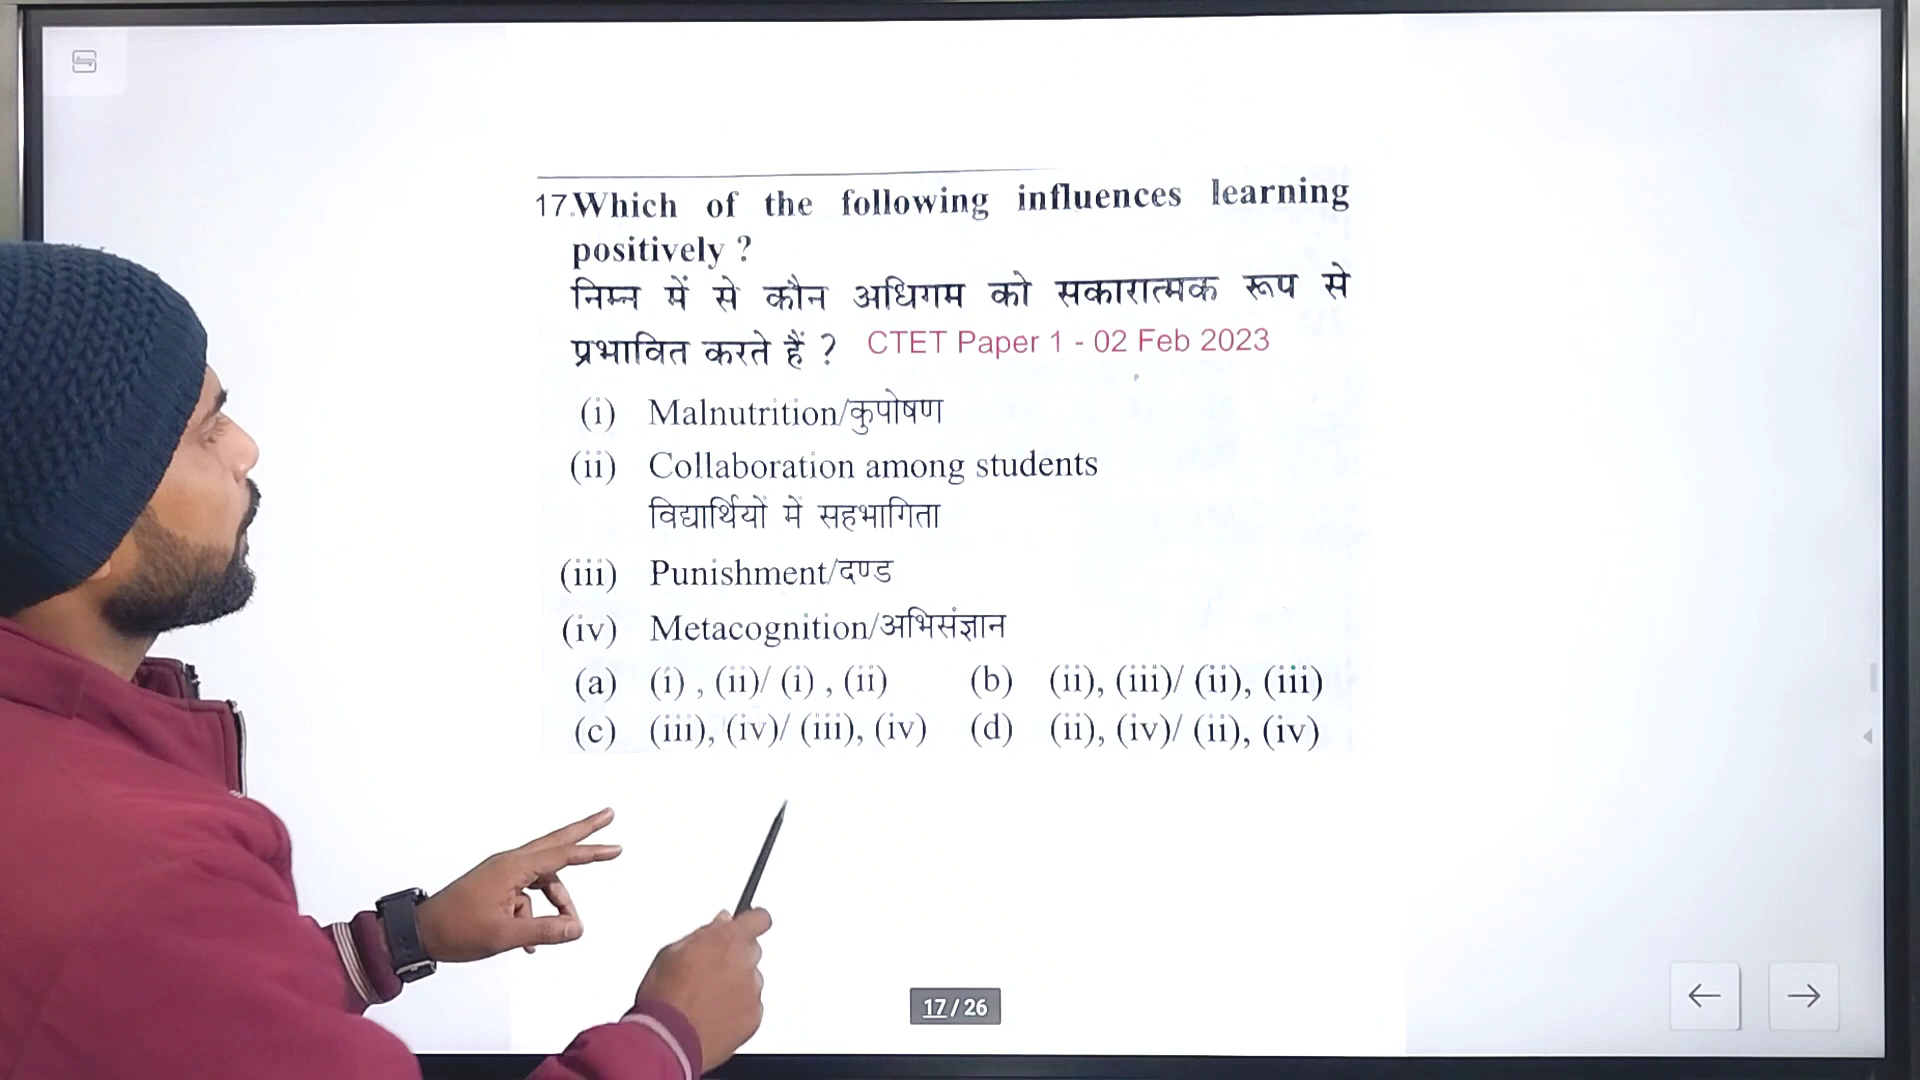 17.Which of the following influences learning
positively ?
निम्न में से कौन अधिगम को सकारात्मक रूप से
प्रभावित करते हैं ? CTET Paper 1 - 02 Feb 2023
(i) Malnutrition/कुपोषण
(ii) Collaboration among students
विद्यार्थियों में सहभागिता
(iii) Punishment/दण्ड
(iv) Metacognition/अभिसंज्ञान
(a) (i) , (ii)/ (i) , (ii) (b) (ii), (iii)/ (ii), (iii)
(c) (iii), (iv)/ (iii), (iv) (d) (ii), (iv)/ (ii), (iv)
17 / 26